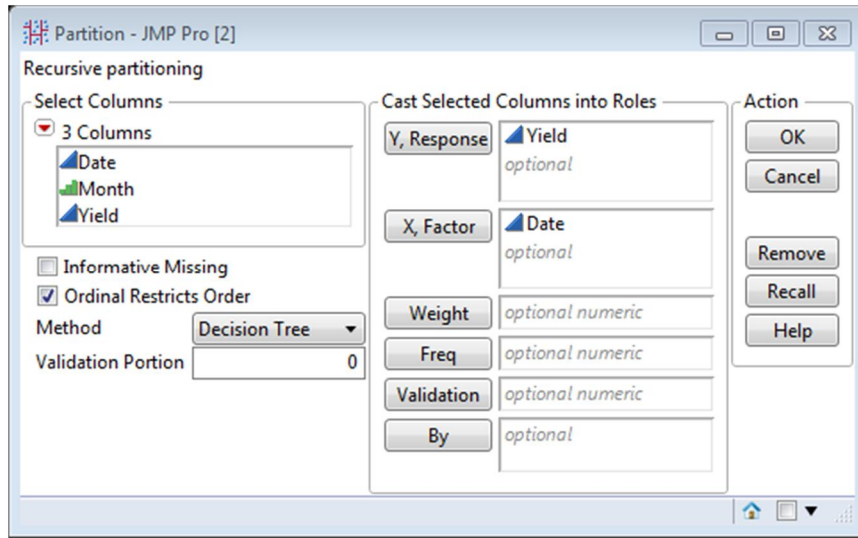 Partition - JMP Pro [2]
Recursive partitioning
Select Columns
3 Columns
Date
Month
Yield
Informative Missing
Ordinal Restricts Order
Method Decision Tree
Validation Portion 0
Cast Selected Columns into Roles
Y, Response Yield
optional
X, Factor Date
optional
Weight optional numeric
Freq optional numeric
Validation optional numeric
By optional
Action
OK
Cancel
Remove
Recall
Help